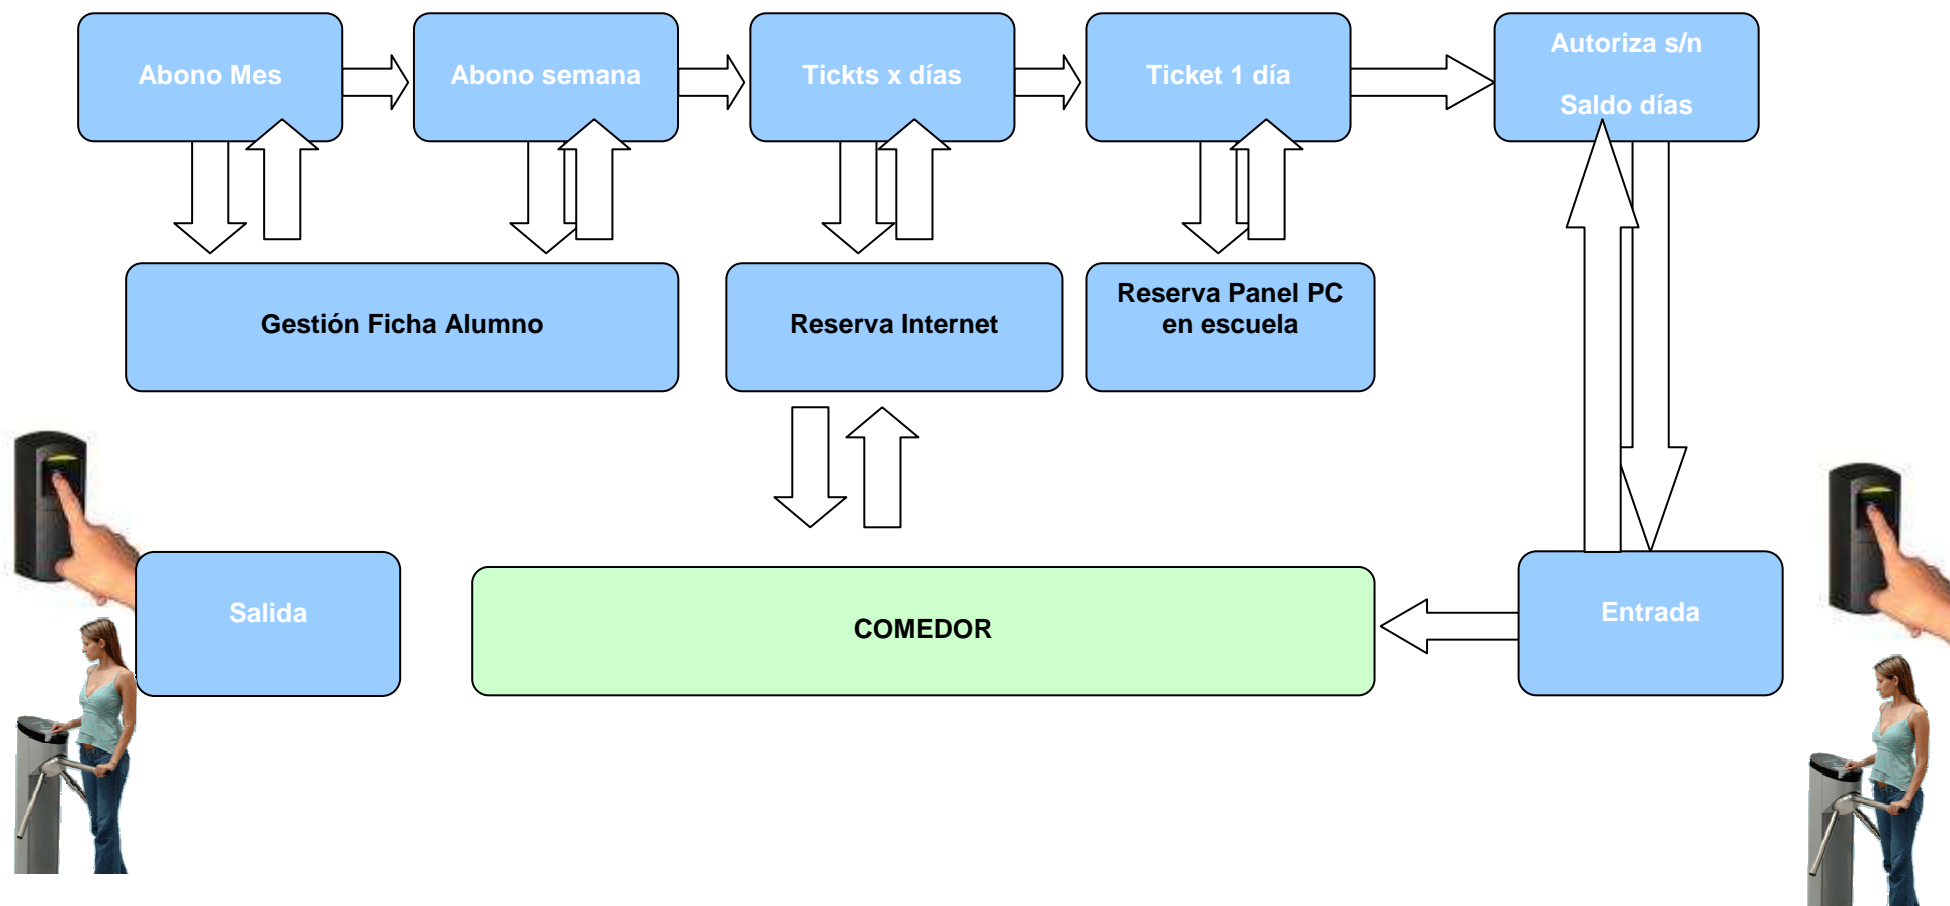 Abono Mes
Abono semana
Tickts x días
Ticket 1 día
Autoriza s/n
Saldo días
Gestión Ficha Alumno
Reserva Internet
Reserva Panel PC
en escuela
Salida
COMEDOR
Entrada